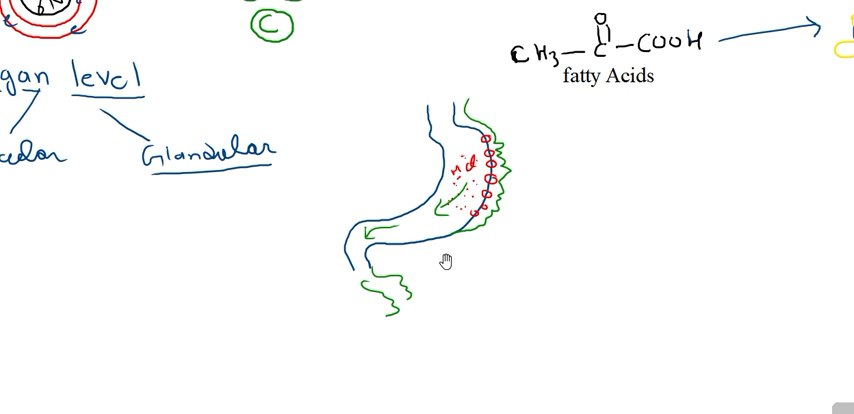 C
O
CH3-C-COOH
fatty Acids
gan level
Glandular
Hcl